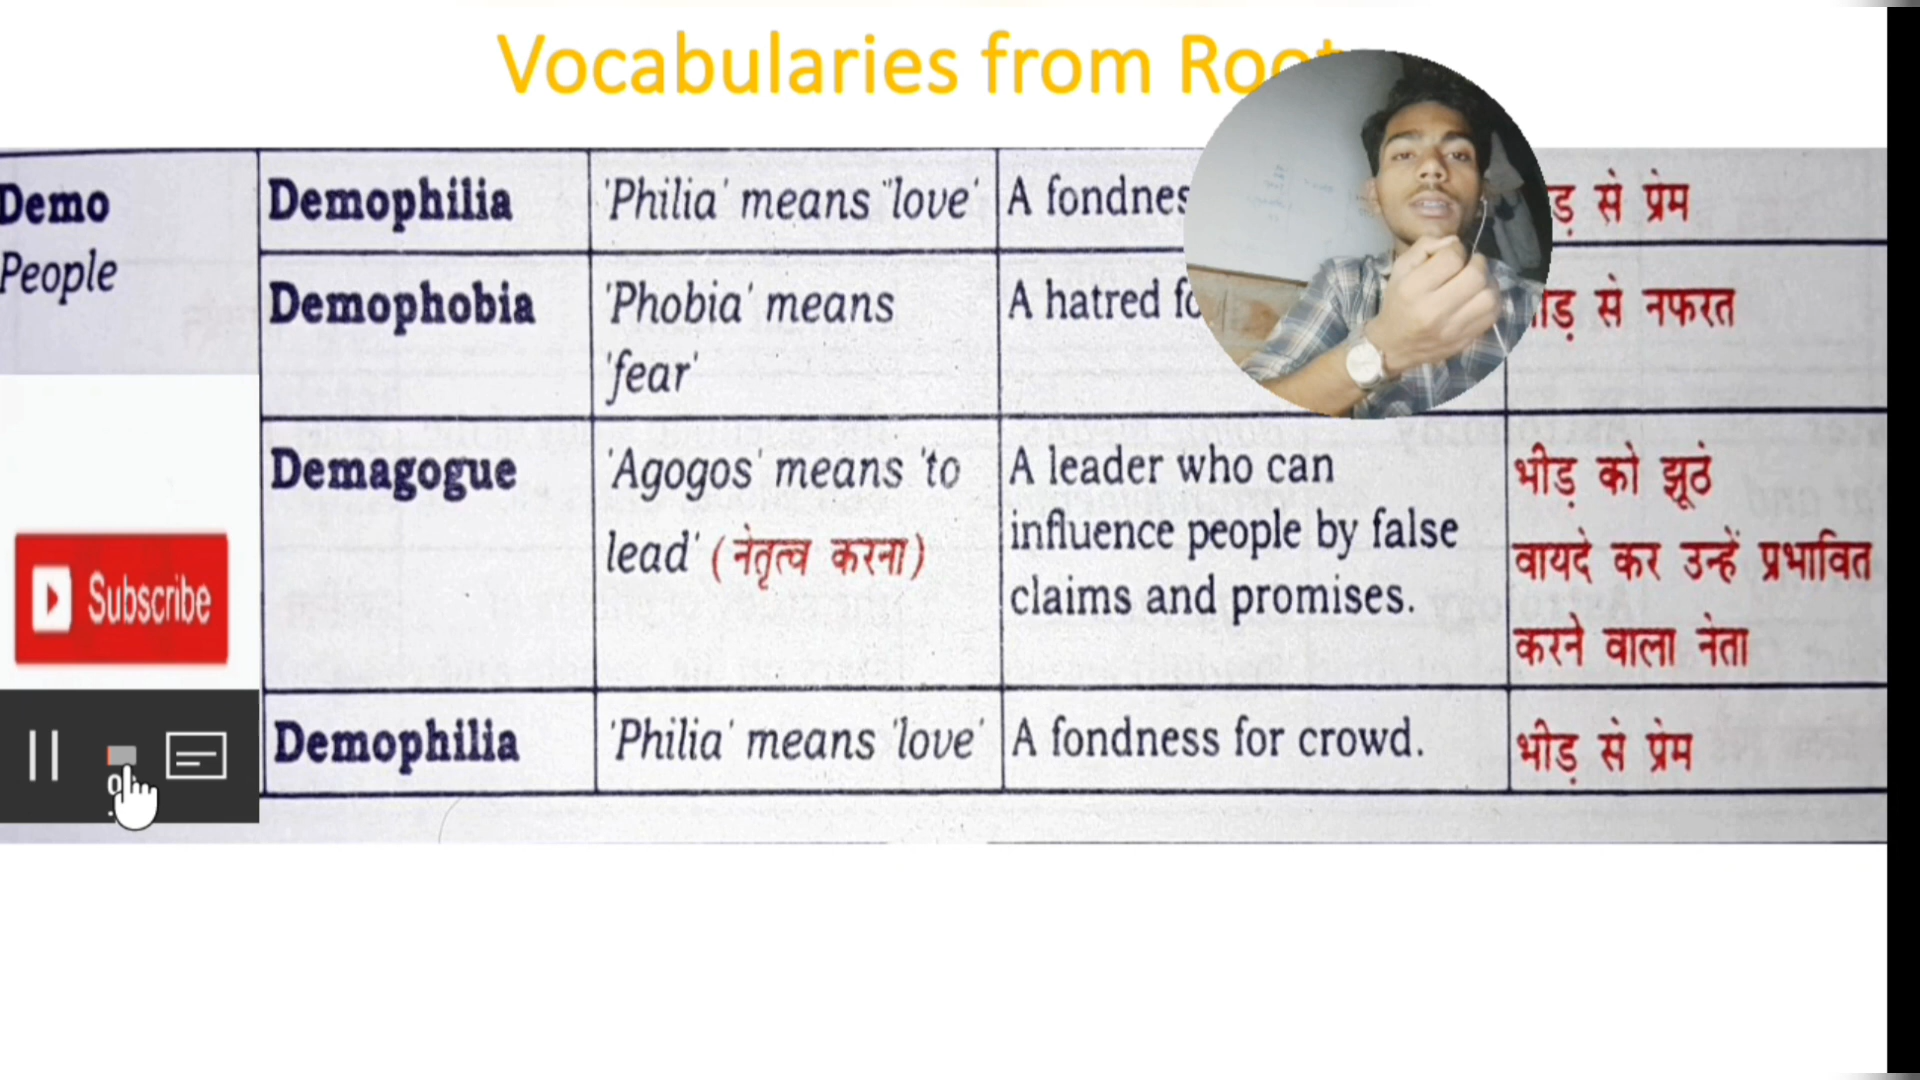 Vocabularies from
Demo
People
Demophilia
'Philia' means 'love'
A
से प्रेम
Demophobia
'Phobia' means
'fear'
A hatred
से नफरत
Demagogue
'Agogos' means 'to
lead' (नेतृत्व करना)
A leader who can
influence people by false
claims and promises.
भीड़ को झूठे
वायदे कर उन्हें प्रभावित
करने वाला नेता
Demophilia
'Philia' means 'love'
A fondness for crowd.
भीड़ से प्रेम
Subscribe